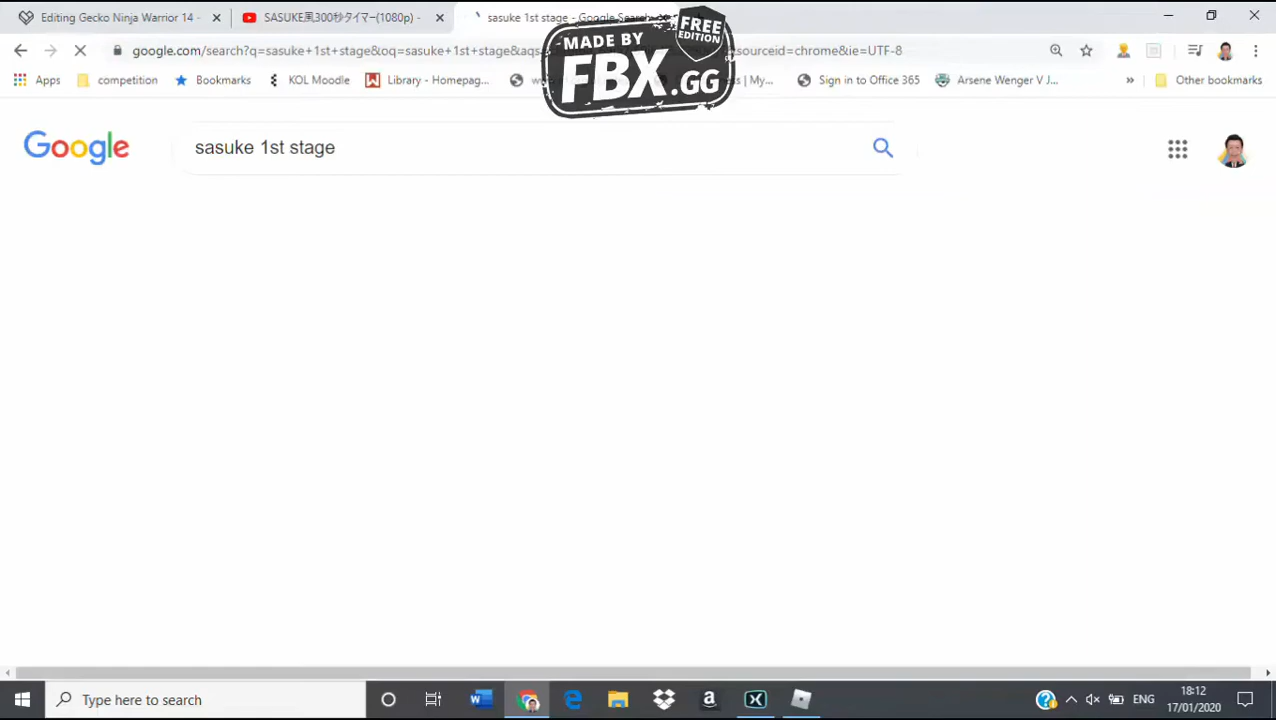 Editing Gecko Ninja Warrior 14 -
SASUKE風300秒タイマー(1080p) -
sasuke 1st stage - Google Search
google.com/search?q=sasuke+1st+stage&oq=sasuke+1st+stage&aqs
sourceid=chrome&ie=UTF-8
MADE BY
FBX.GG
FREE
EDITION
Apps
competition
Bookmarks
KOL Moodle
Library - Homepag...
| My...
Sign in to Office 365
Arsene Wenger V J...
»
Other bookmarks
Google
sasuke 1st stage
Type here to search
ENG
18:12
17/01/2020